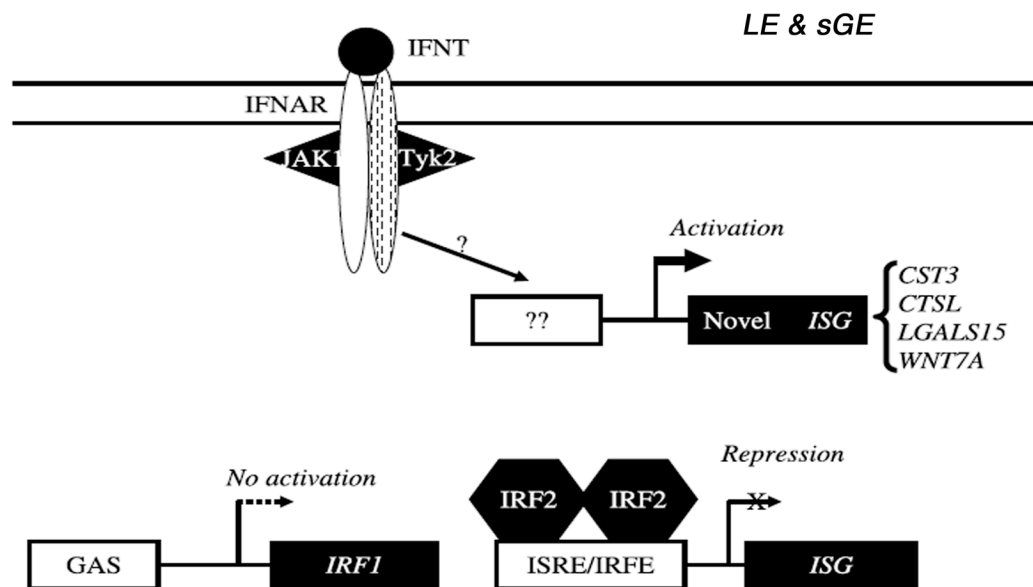 LE & sGE
IFNT
IFNAR
JAK1 Tyk2
?
Activation
??
Novel ISG
CST3
CTSL
LGALS15
WNT7A
No activation
GAS
IRF1
Repression
IRF2 IRF2
X
ISRE/IRFE
ISG